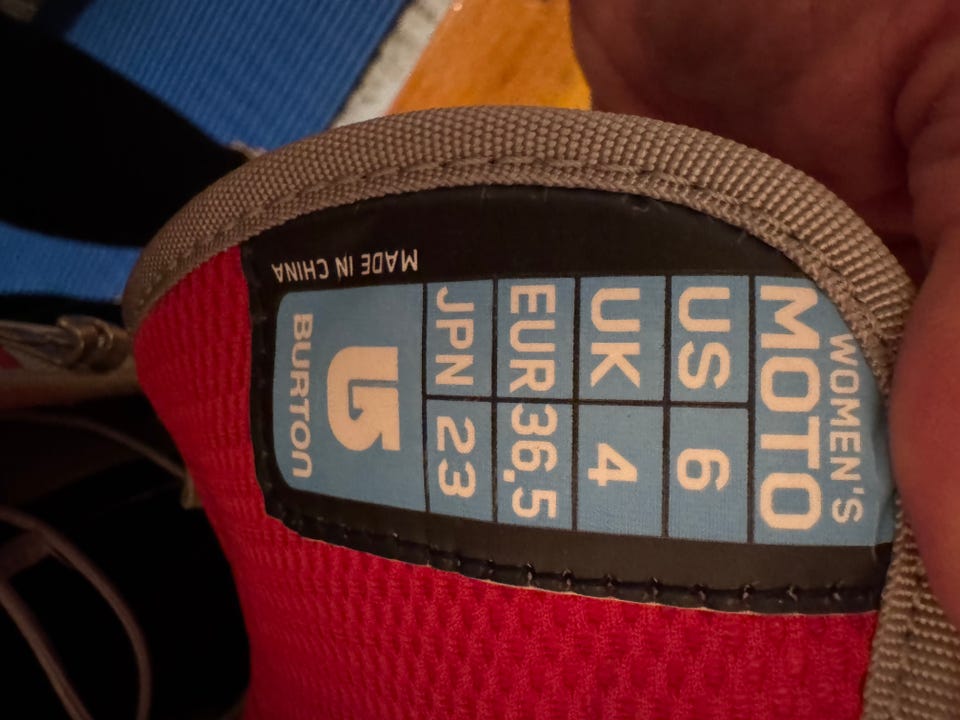 WOMEN'S
MOTO
US 6
UK 4
EUR 36.5
JPN 23
BURTON
MADE IN CHINA